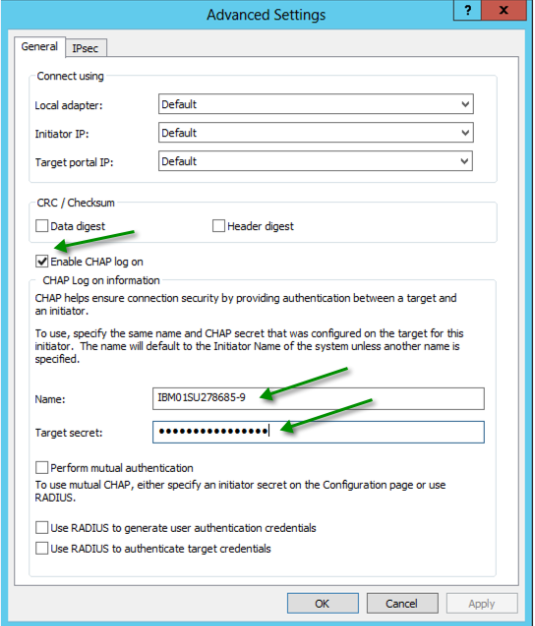 Advanced Settings
? x
General IPsec
Connect using
Local adapter: Default
Initiator IP: Default
Target portal IP: Default
CRC / Checksum
Data digest Header digest
Enable CHAP log on
CHAP Log on information
CHAP helps ensure connection security by providing authentication between a target and
an initiator.
To use, specify the same name and CHAP secret that was configured on the target for this
initiator. The name will default to the Initiator Name of the system unless another name is
specified.
Name: IBM01SU278685-9
Target secret: ●●●●●●●●●●●●●●●●
Perform mutual authentication
To use mutual CHAP, either specify an initiator secret on the Configuration page or use
RADIUS.
Use RADIUS to generate user authentication credentials
Use RADIUS to authenticate target credentials
OK Cancel Apply